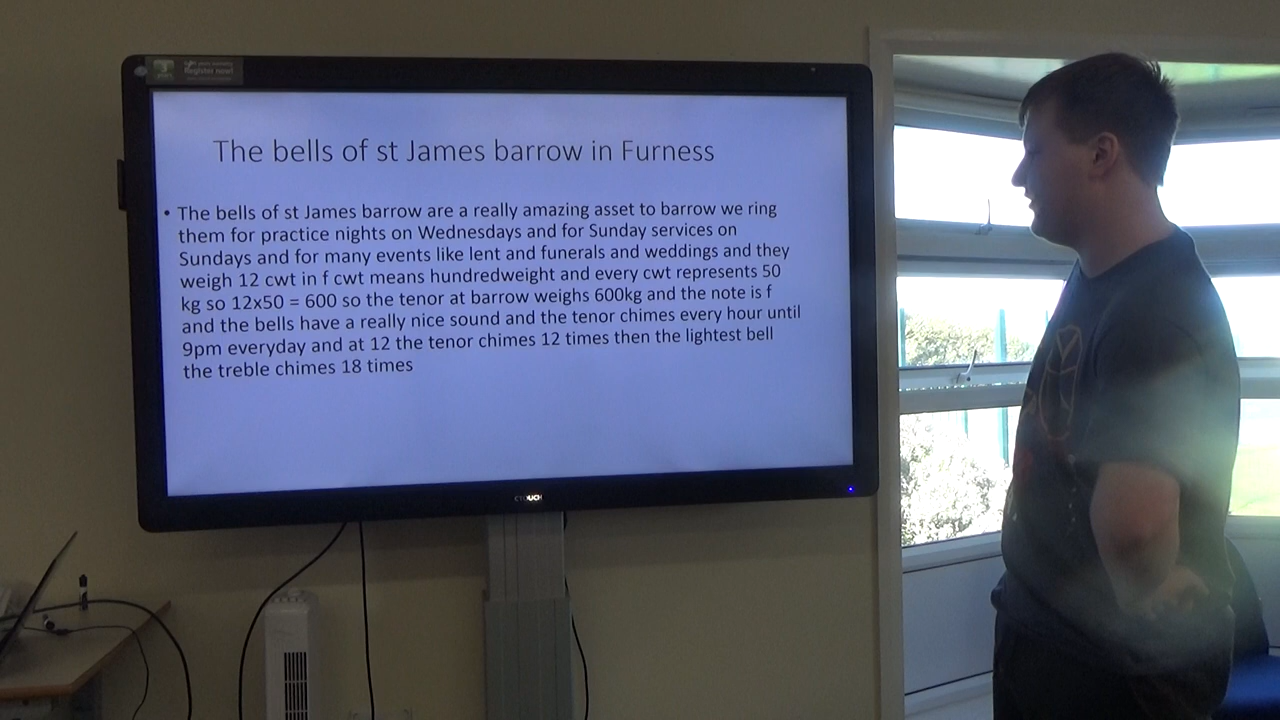 Register now!
The bells of st James barrow in Furness
• The bells of st James barrow are a really amazing asset to barrow we ring
them for practice nights on Wednesdays and for Sunday services on
Sundays and for many events like lent and funerals and weddings and they
weigh 12 cwt in f cwt means hundredweight and every cwt represents 50
kg so 12x50 = 600 so the tenor at barrow weighs 600kg and the note is f
and the bells have a really nice sound and the tenor chimes every hour until
9pm everyday and at 12 the tenor chimes 12 times then the lightest bell
the treble chimes 18 times
CTOUCH